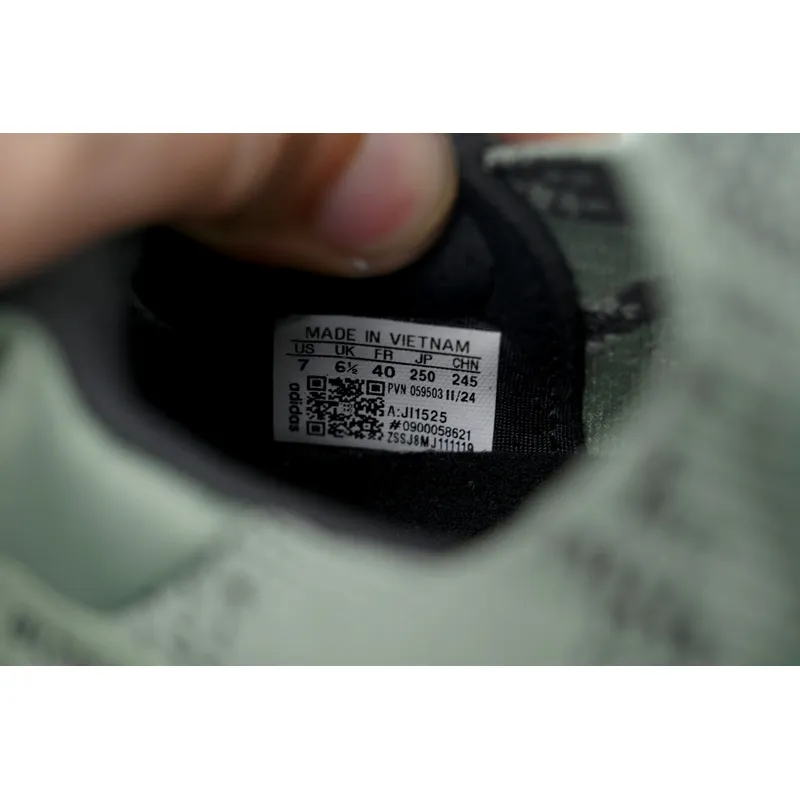 MADE IN VIETNAM
US UK FR JP CHN
7 6½ 40 250 245
adidas
PVN 059503 11/24
A:JI1525
#0900058621
ZSSJ8MJ111119